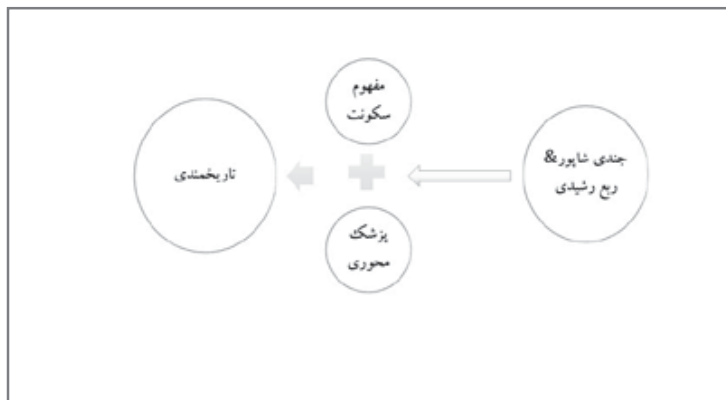 جندی شاپور&
ربع رشیدی
مفهوم
سکونت
پزشک
محوری
تاریخمندی